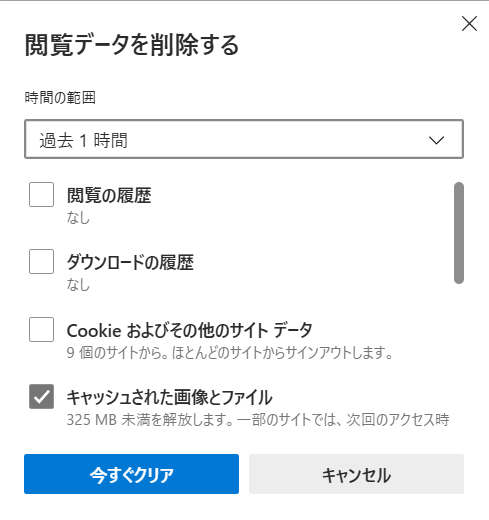 閲覧データを削除する
時間の範囲
過去 1 時間
閲覧の履歴
なし
ダウンロードの履歴
なし
Cookie およびその他のサイト データ
9 個のサイトから。ほとんどのサイトからサインアウトします。
キャッシュされた画像とファイル
325 MB 未満を解放します。一部のサイトでは、次回のアクセス時
今すぐクリア
キャンセル